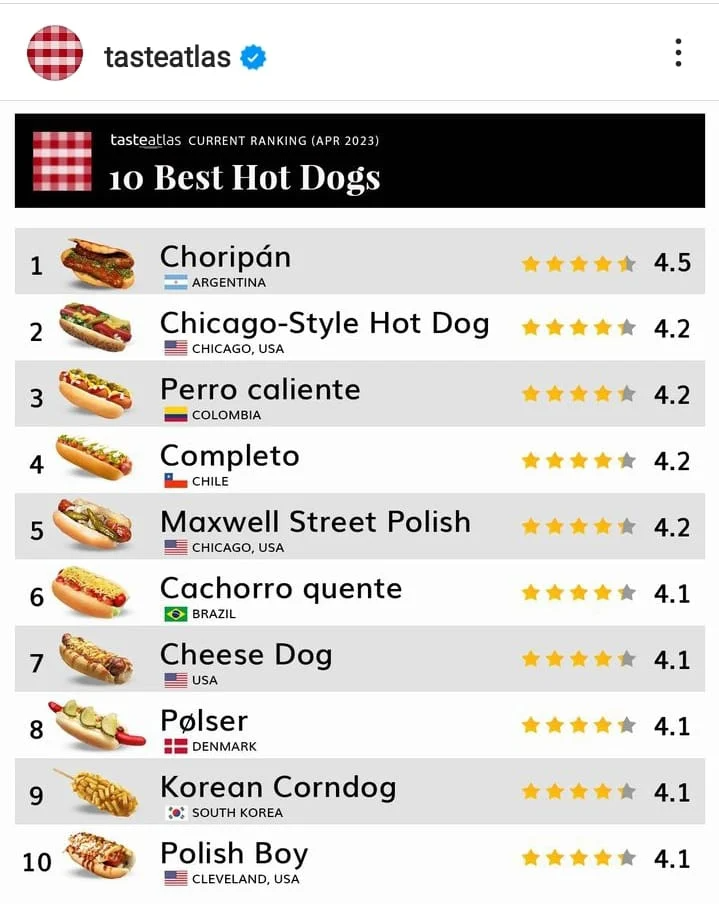 tasteatlas
tasteatlas CURRENT RANKING (APR 2023)
10 Best Hot Dogs
1 Choripán 4.5
ARGENTINA
2 Chicago-Style Hot Dog 4.2
CHICAGO, USA
3 Perro caliente 4.2
COLOMBIA
4 Completo 4.2
CHILE
5 Maxwell Street Polish 4.2
CHICAGO, USA
6 Cachorro quente 4.1
BRAZIL
7 Cheese Dog 4.1
USA
8 Pølser 4.1
DENMARK
9 Korean Corndog 4.1
SOUTH KOREA
10 Polish Boy 4.1
CLEVELAND, USA